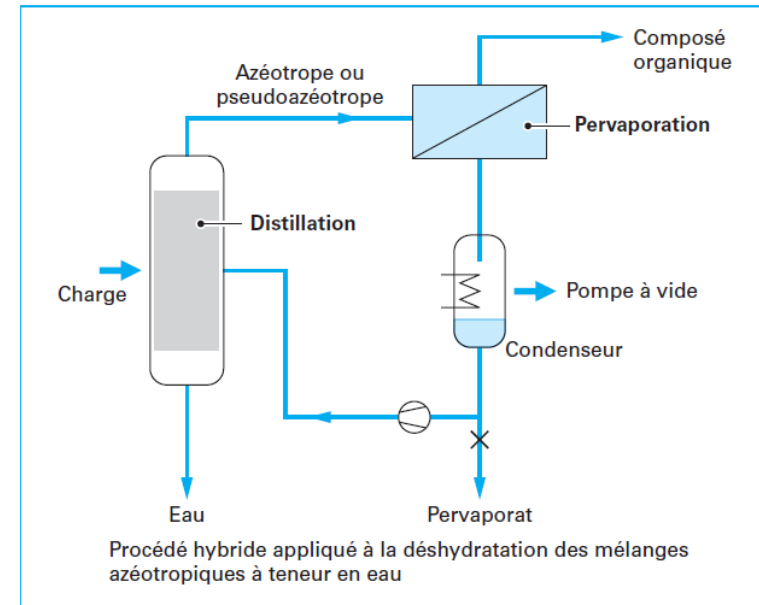 Composé
organique
Azéotrope ou
pseudoazéotrope
Pervaporation
Distillation
Charge
Pompe à vide
Condenseur
Eau
Pervaporat
Procédé hybride appliqué à la déshydratation des mélanges
azéotropiques à teneur en eau